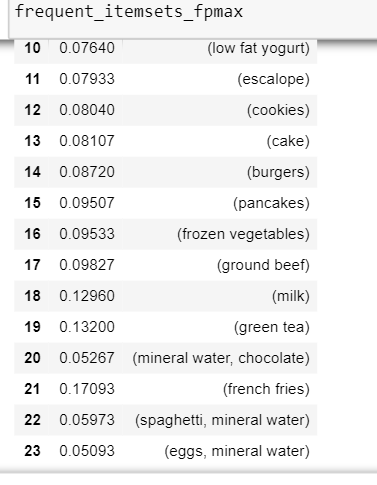 frequent_itemsets_fpmax
10 0.07640 (low fat yogurt)
11 0.07933 (escalope)
12 0.08040 (cookies)
13 0.08107 (cake)
14 0.08720 (burgers)
15 0.09507 (pancakes)
16 0.09533 (frozen vegetables)
17 0.09827 (ground beef)
18 0.12960 (milk)
19 0.13200 (green tea)
20 0.05267 (mineral water, chocolate)
21 0.17093 (french fries)
22 0.05973 (spaghetti, mineral water)
23 0.05093 (eggs, mineral water)